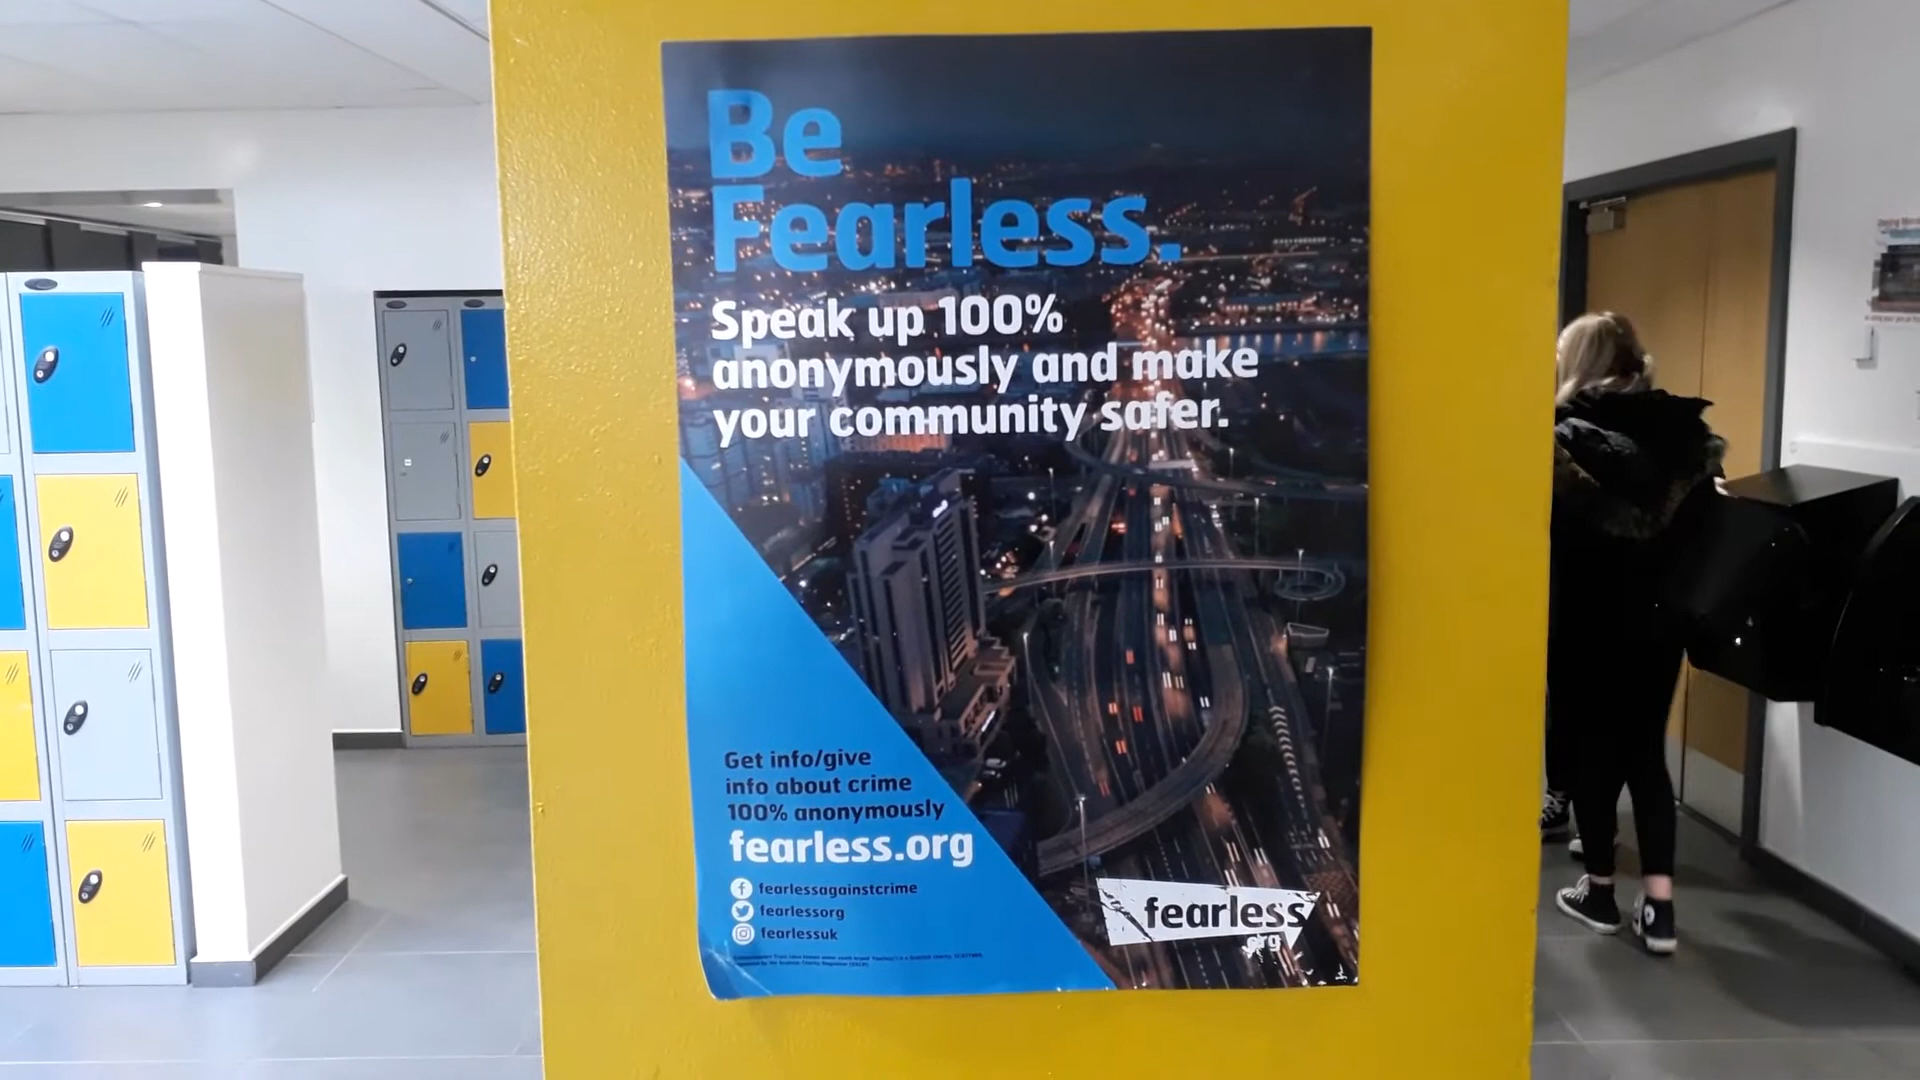 Be
Fearless.
Speak up 100%
anonymously and make
your community safer.
Get info/give
info about crime
100% anonymously
fearless.org
fearlessagainstcrime
fearlessorg
fearlessuk
fearless
.org